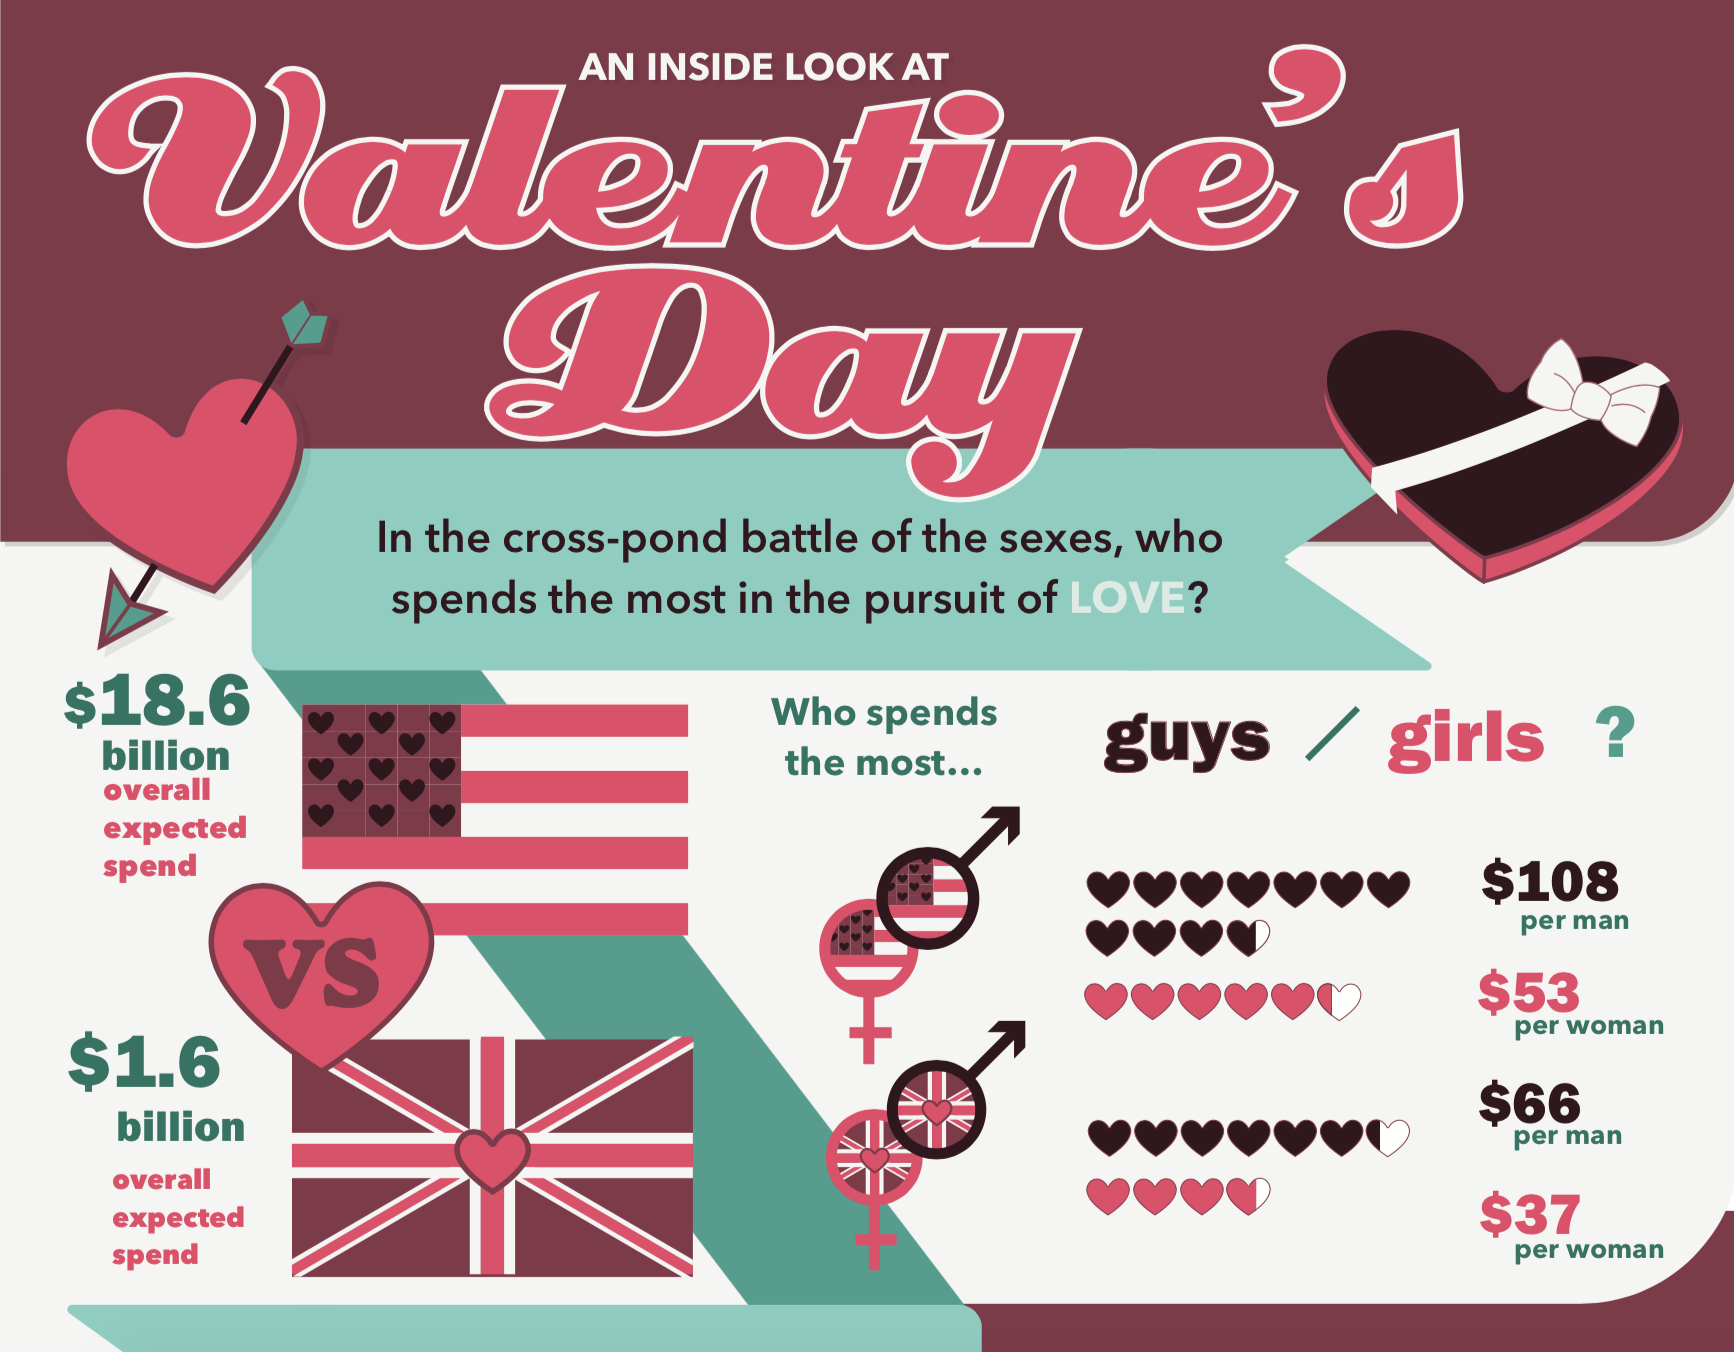 AN INSIDE LOOK AT
Valentine's
Day
In the cross-pond battle of the sexes, who
spends the most in the pursuit of LOVE?
$18.6
billion
overall
expected
spend
VS
$1.6
billion
overall
expected
spend
Who spends
the most...
guys / girls ?
$108
per man
$53
per woman
$66
per man
$37
per woman